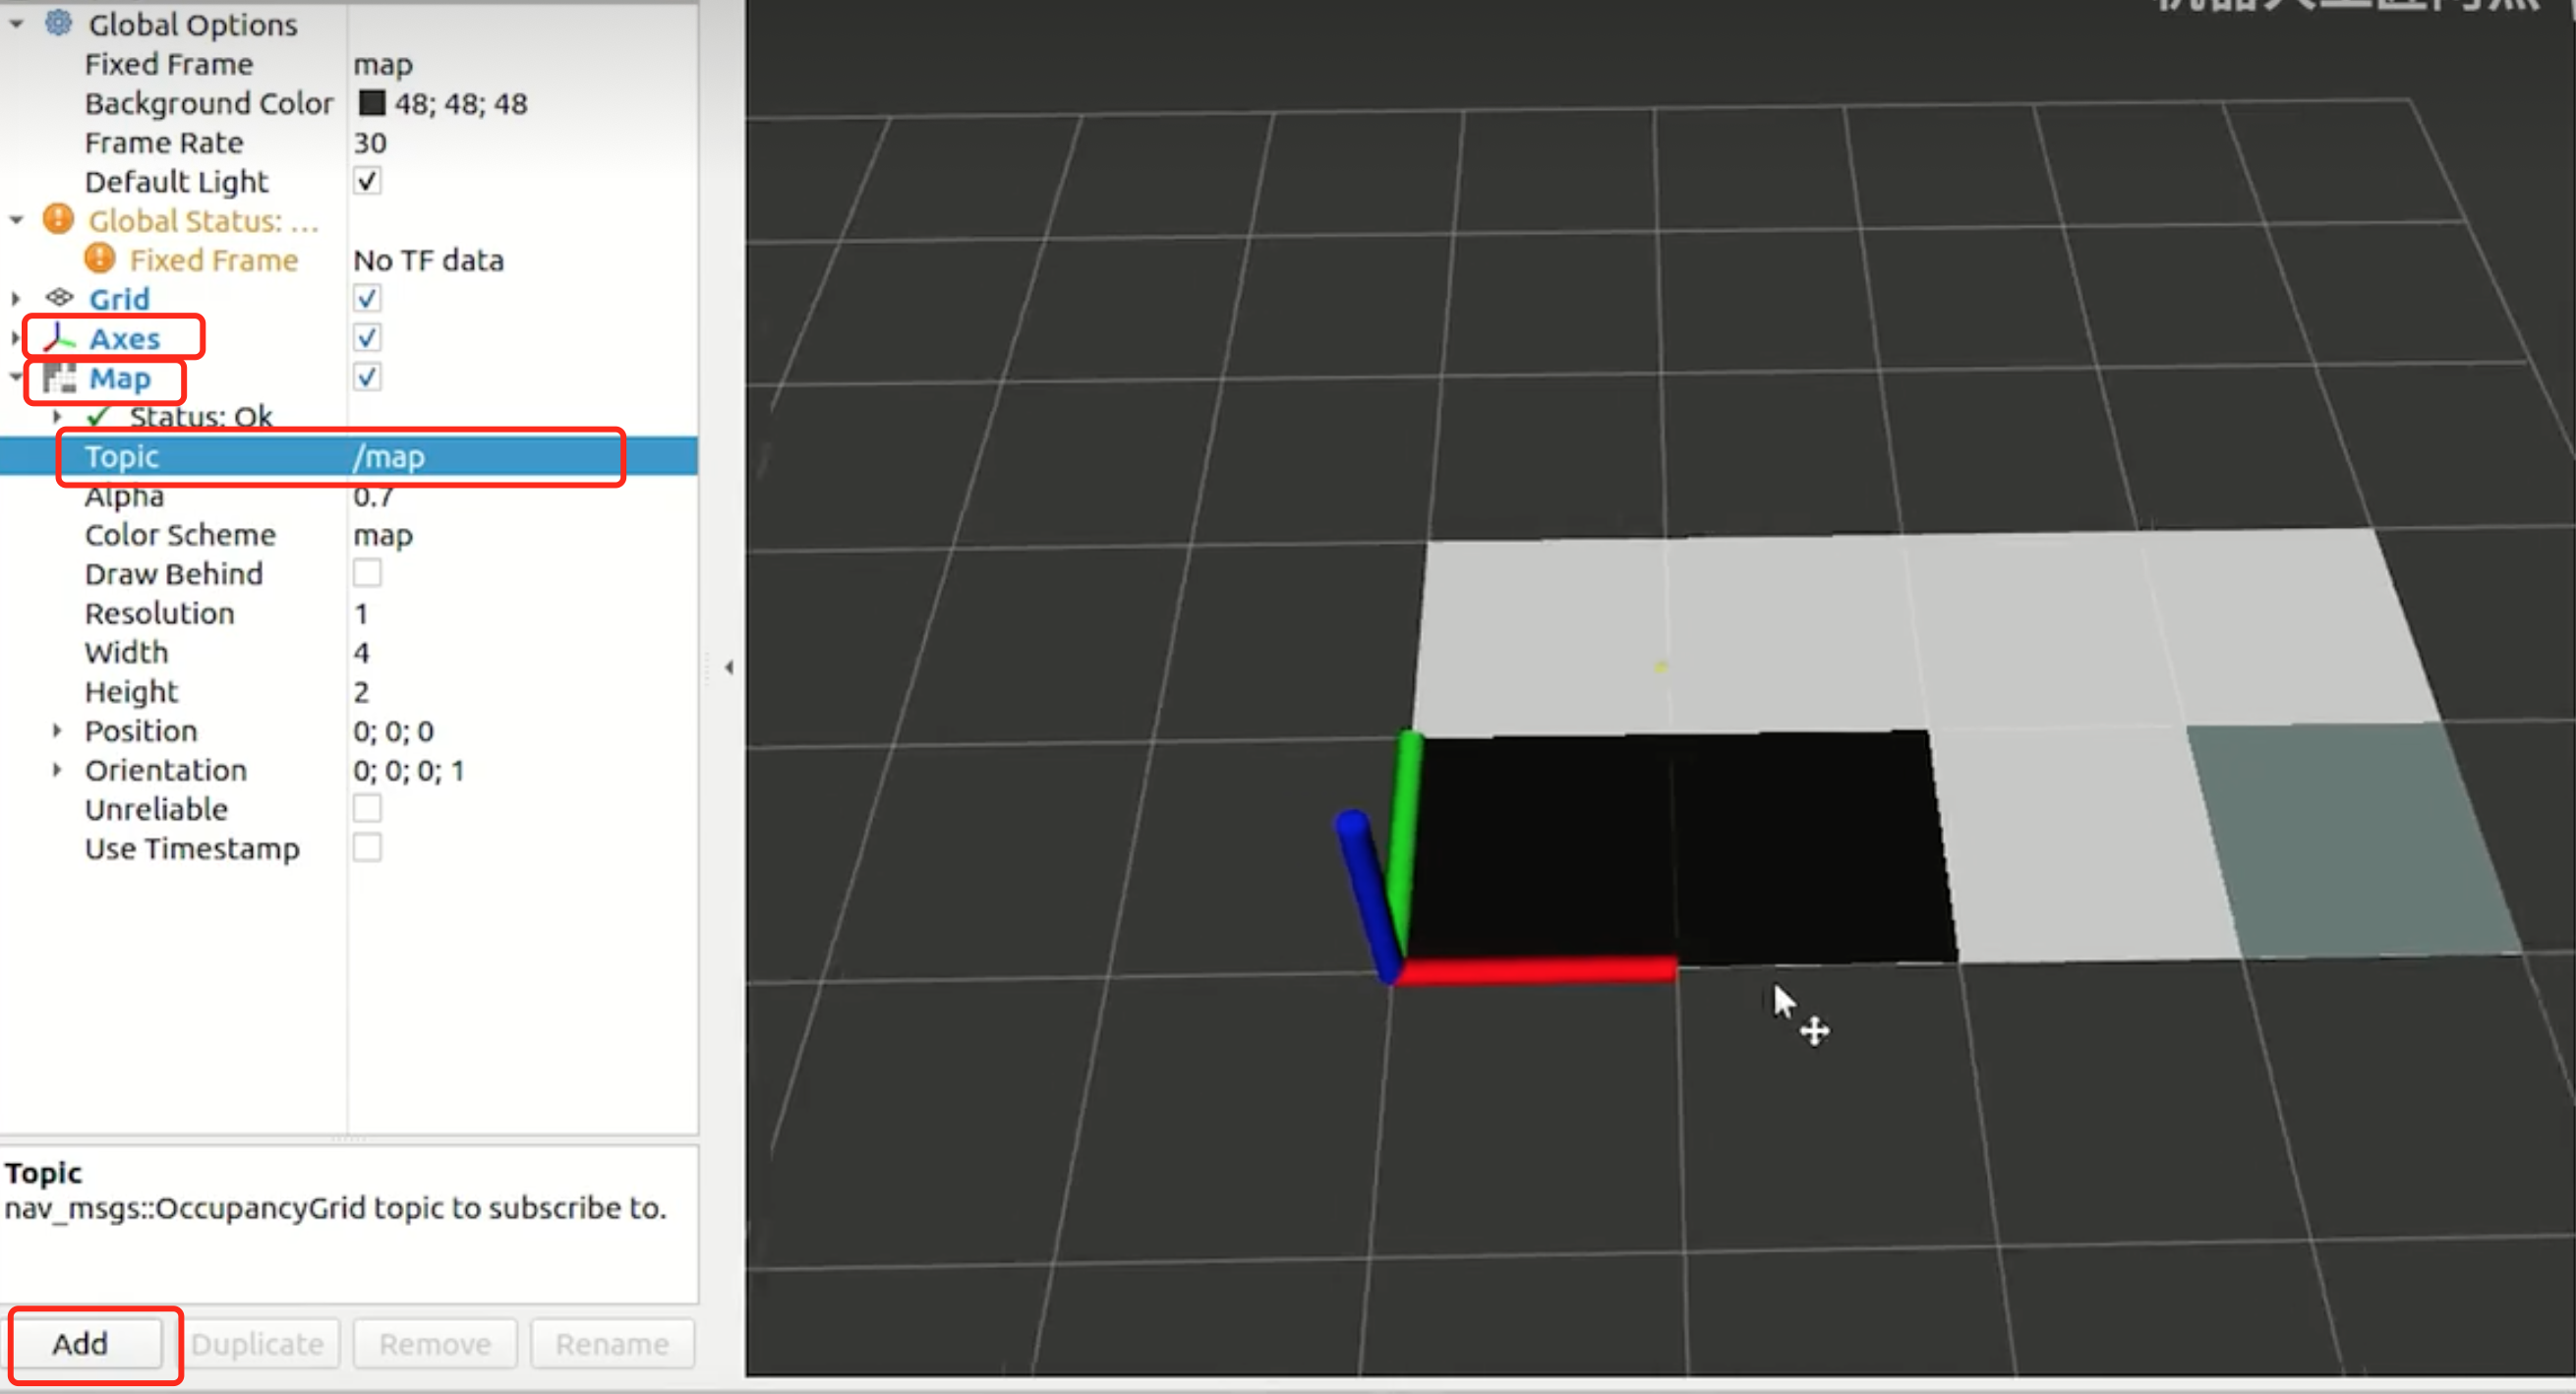 Global Options
Fixed Frame map
Background Color 48; 48; 48
Frame Rate 30
Default Light
Global Status: ...
Fixed Frame No TF data
Grid
Axes
Map
Status: Ok
Topic /map
Alpha 0.7
Color Scheme map
Draw Behind
Resolution 1
Width 4
Height 2
Position 0; 0; 0
Orientation 0; 0; 0; 1
Unreliable
Use Timestamp
Topic
nav_msgs::OccupancyGrid topic to subscribe to.
Add Duplicate Remove Rename